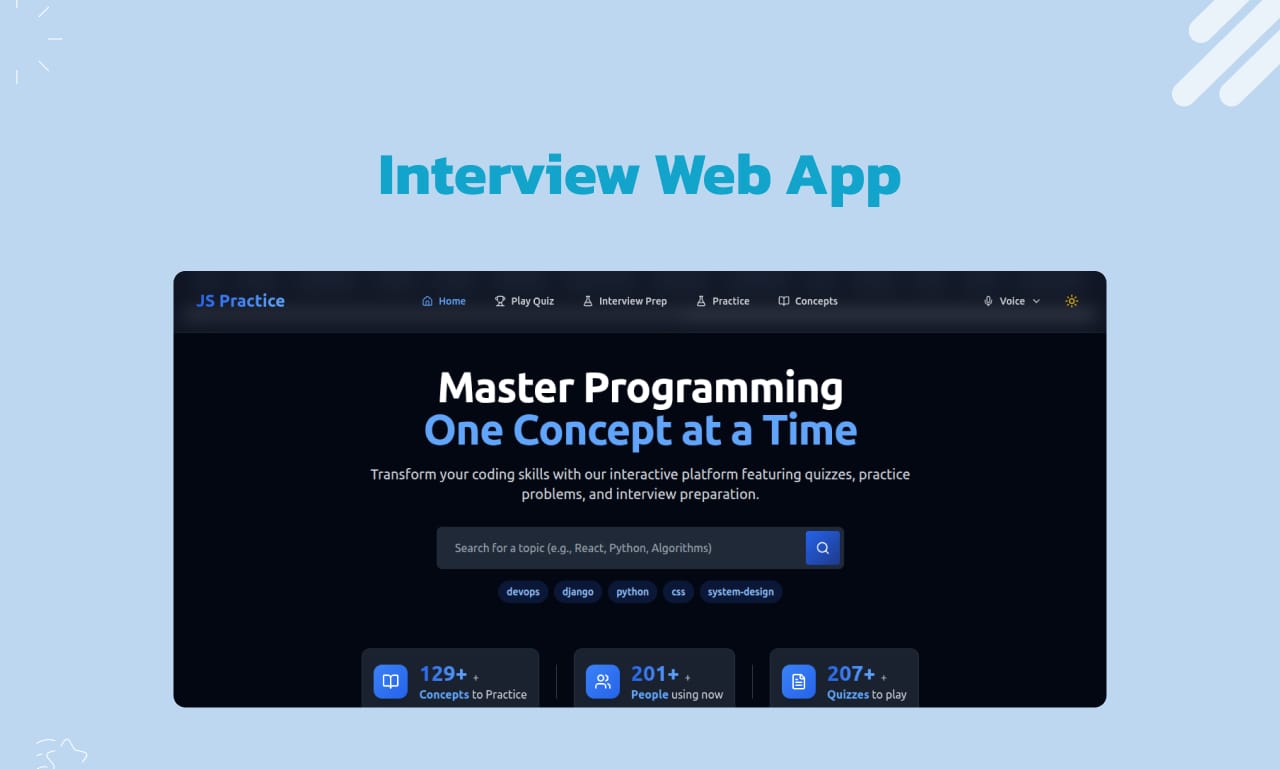 Interview Web App
JS Practice
Home
Play Quiz
Interview Prep
Practice
Concepts
Voice
Master Programming
One Concept at a Time
Transform your coding skills with our interactive platform featuring quizzes, practice
problems, and interview preparation.
Search for a topic (e.g., React, Python, Algorithms)
devops
django
python
css
system-design
129+ +
Concepts to Practice
201+ +
People using now
207+ +
Quizzes to play